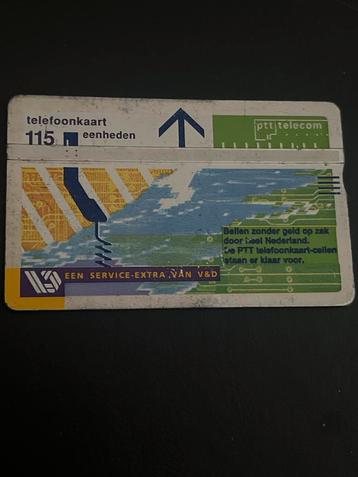 telefoonkaart
115 eenheden
ptt telecom
Bellen zonder geld op zak
door heel Nederland.
De PTT telefoonkaart-cellen
staan er klaar voor.
EEN SERVICE-EXTRA VAN V&D